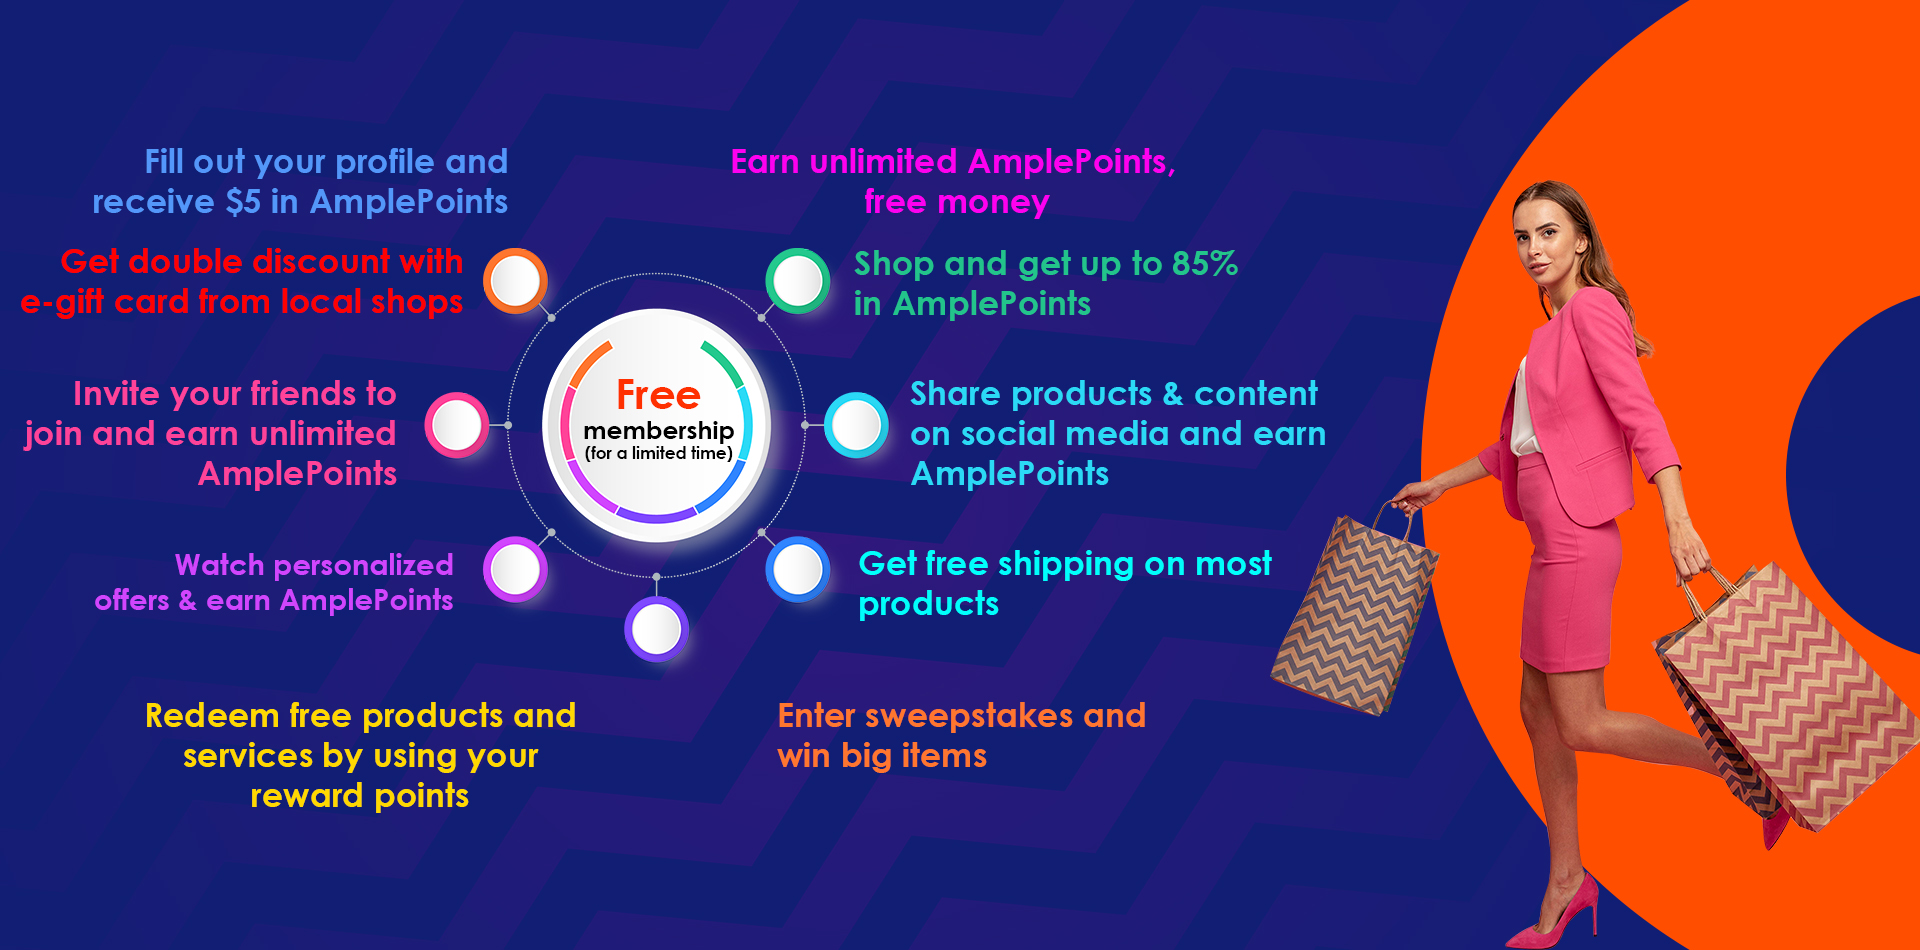 Fill out your profile and
receive $5 in AmplePoints
Earn unlimited AmplePoints,
free money
Get double discount with
e-gift card from local shops
Shop and get up to 85%
in AmplePoints
Invite your friends to
join and earn unlimited
AmplePoints
Free
membership
(for a limited time)
Share products & content
on social media and earn
AmplePoints
Watch personalized
offers & earn AmplePoints
Get free shipping on most
products
Redeem free products and
services by using your
reward points
Enter sweepstakes and
win big items